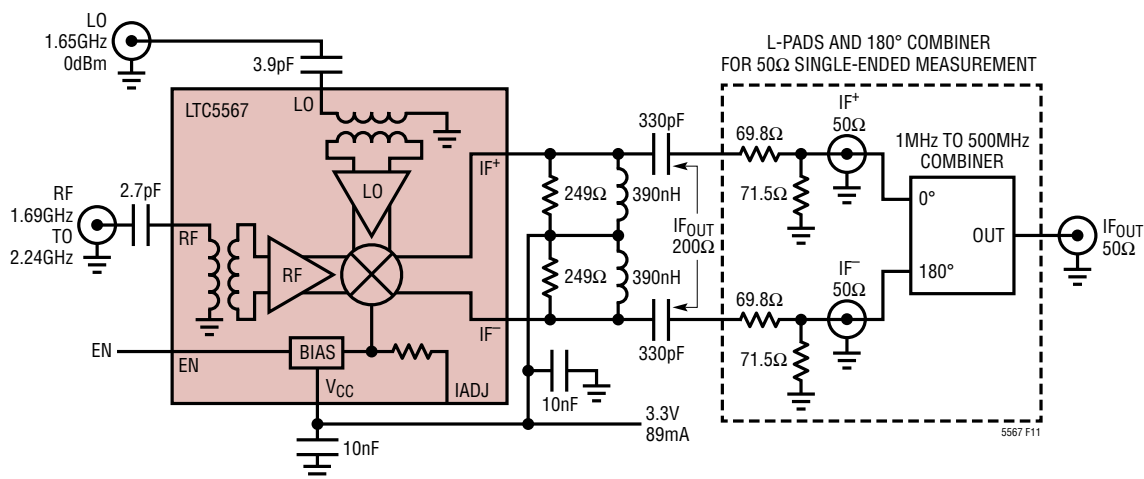 LO
1.65GHz
0dBm
3.9pF
LTC5567
LO
RF
1.69GHz
TO
2.24GHz
2.7pF
RF
RF
LO
IF+
IF−
EN
EN
BIAS
VCC
IADJ
10nF
249Ω
390nH
249Ω
390nH
330pF
IFOUT
200Ω
330pF
10nF
3.3V
89mA
L-PADS AND 180° COMBINER
FOR 50Ω SINGLE-ENDED MEASUREMENT
69.8Ω
71.5Ω
IF+
50Ω
69.8Ω
71.5Ω
IF−
50Ω
1MHz TO 500MHz
COMBINER
0°
OUT
180°
IFOUT
50Ω
5567 F11